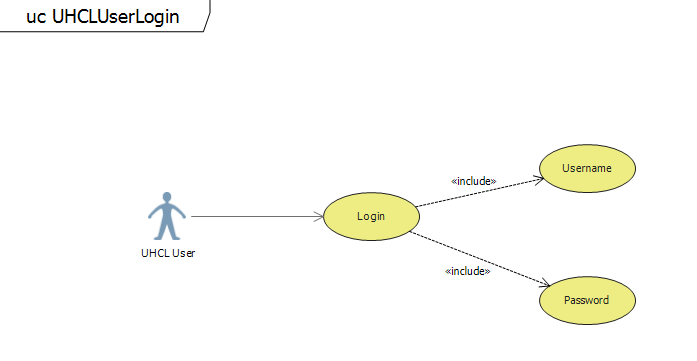 uc UHCLUserLogin
Username
«include»
Login
UHCL User
«include»
Password